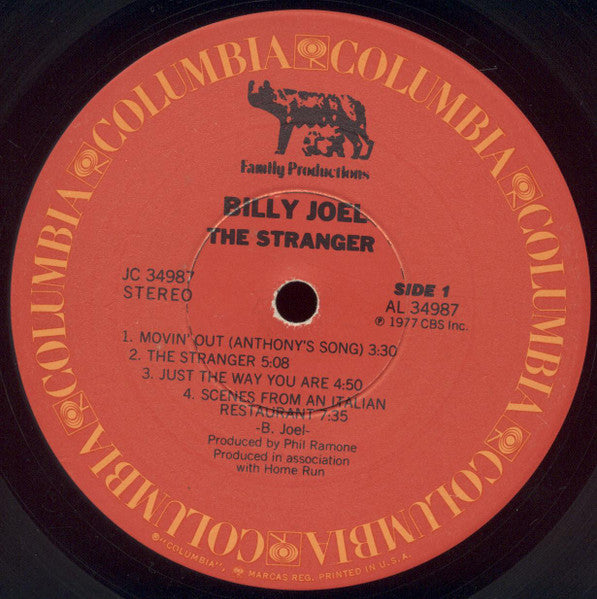 COLUMBIA COLUMBIA COLUMBIA COLUMBIA COLUMBIA COLUMBIA COLUMBIA COLUMBIA
Family Productions
BILLY JOEL
THE STRANGER
JC 34987
STEREO
SIDE 1
AL 34987
℗ 1977 CBS Inc.
1. MOVIN' OUT (ANTHONY'S SONG) 3:30
2. THE STRANGER 5:08
3. JUST THE WAY YOU ARE 4:50
4. SCENES FROM AN ITALIAN
RESTAURANT 7:35
-B. Joel-
Produced by Phil Ramone
Produced in association
with Home Run
®"COLUMBIA", MARCAS REG. PRINTED IN U.S.A.